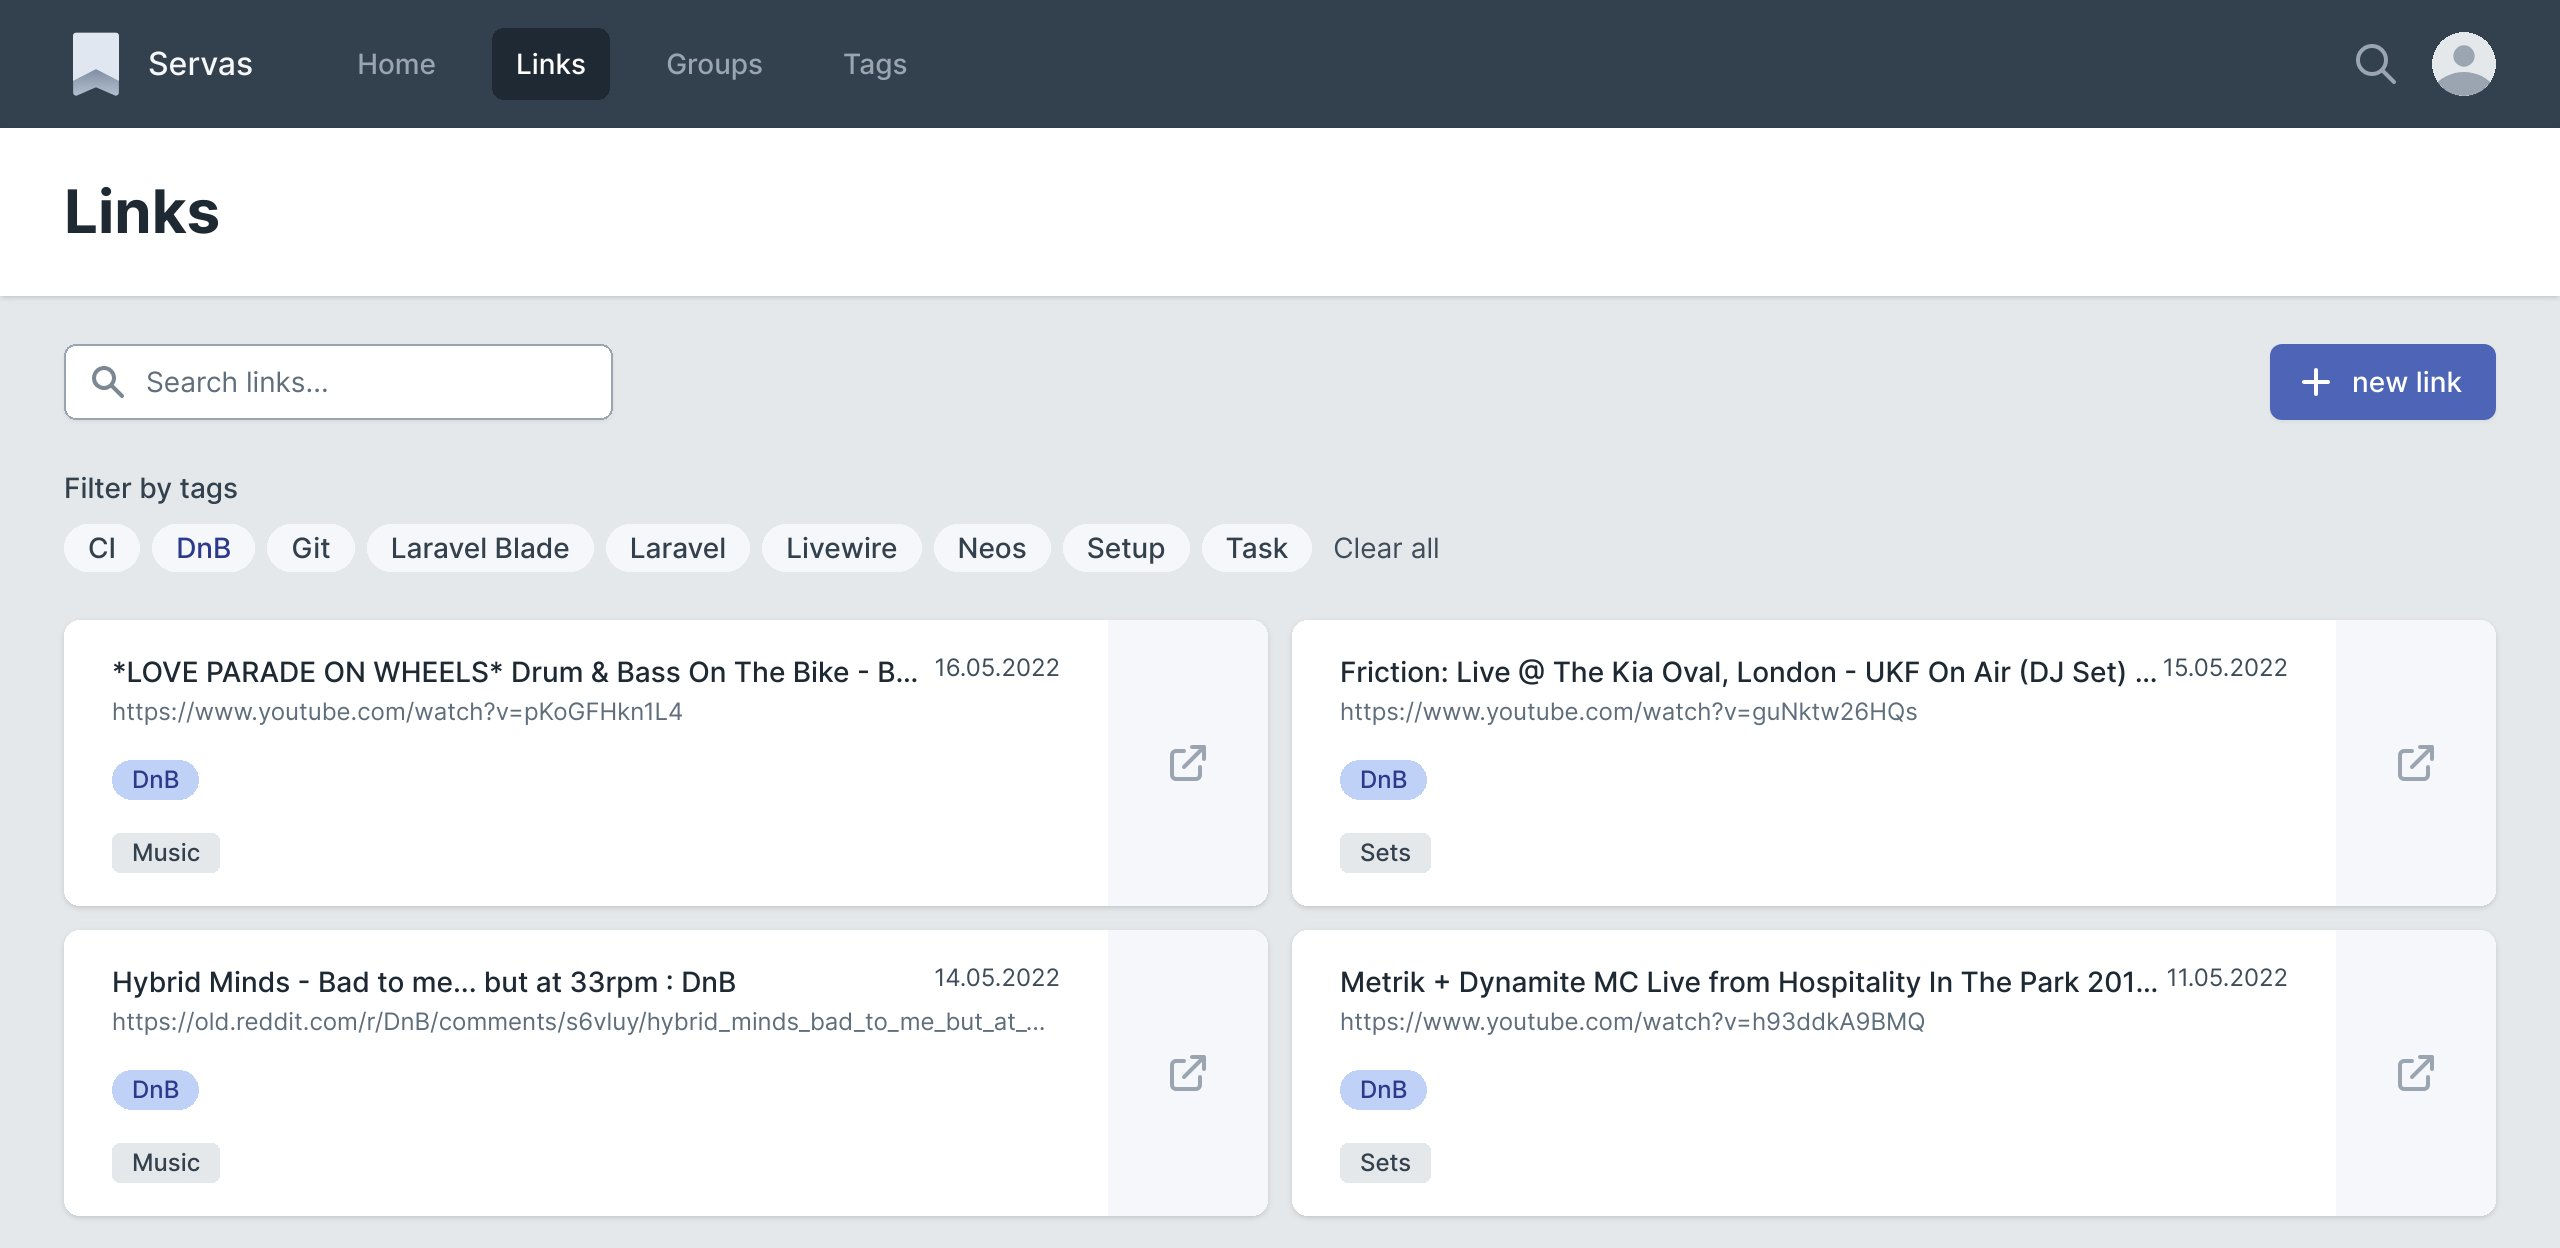 Servas Home Links Groups Tags
Links
Search links...
new link
Filter by tags
CI DnB Git Laravel Blade Laravel Livewire Neos Setup Task Clear all
*LOVE PARADE ON WHEELS* Drum & Bass On The Bike - B... 16.05.2022
https://www.youtube.com/watch?v=pKoGFHkn1L4
DnB
Music
Friction: Live @ The Kia Oval, London - UKF On Air (DJ Set) ... 15.05.2022
https://www.youtube.com/watch?v=guNktw26HQs
DnB
Sets
Hybrid Minds - Bad to me... but at 33rpm : DnB 14.05.2022
https://old.reddit.com/r/DnB/comments/s6vluy/hybrid_minds_bad_to_me_but_at_...
DnB
Music
Metrik + Dynamite MC Live from Hospitality In The Park 201... 11.05.2022
https://www.youtube.com/watch?v=h93ddkA9BMQ
DnB
Sets